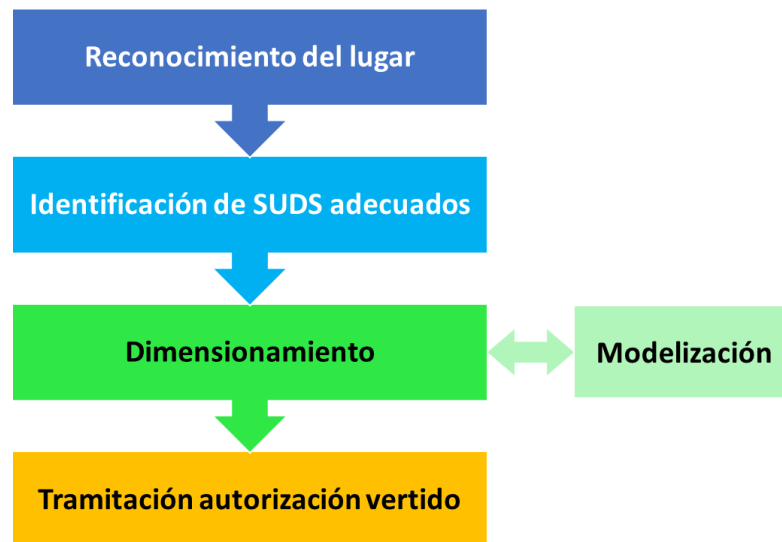 Reconocimiento del lugar
Identificación de SUDS adecuados
Dimensionamiento
Modelización
Tramitación autorización vertido